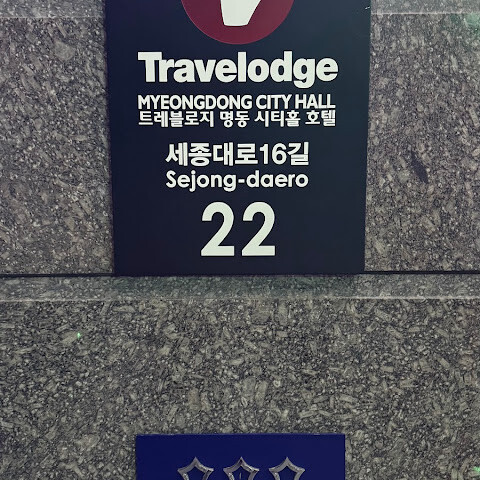 Travelodge
MYEONGDONG CITY HALL
트레블로지 명동 시티홀 호텔
세종대로16길
Sejong-daero
22